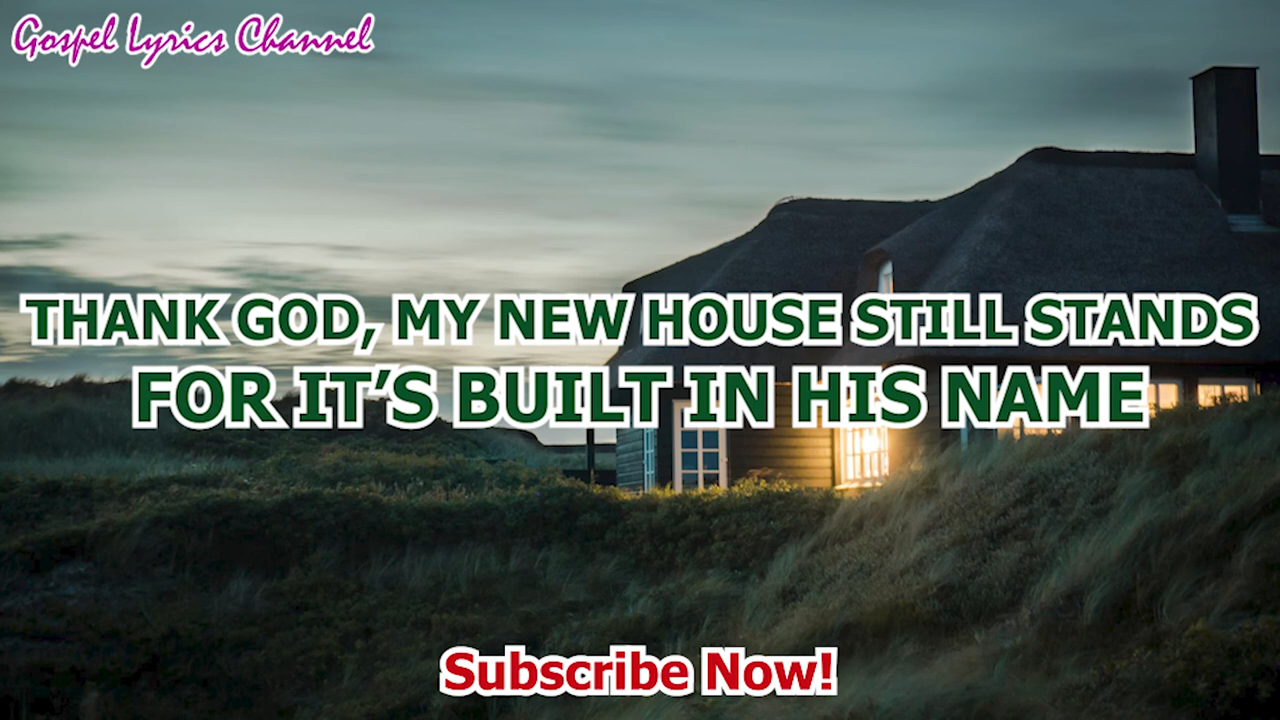 Gospel Lyrics Channel
THANK GOD, MY NEW HOUSE STILL STANDS
FOR IT’S BUILT IN HIS NAME
Subscribe Now!